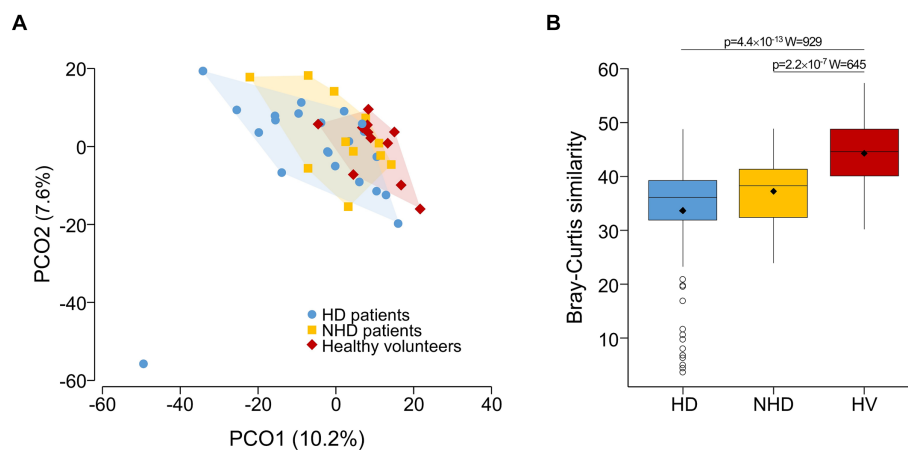 A
20
0
-20
-40
-60
PCO2 (7.6%)
HD patients
NHD patients
Healthy volunteers
-60
-40
-20
0
20
40
PCO1 (10.2%)
B
p=4.4×10⁻¹³ W=929
p=2.2×10⁻⁷ W=645
60
50
40
30
20
10
Bray-Curtis similarity
HD
NHD
HV